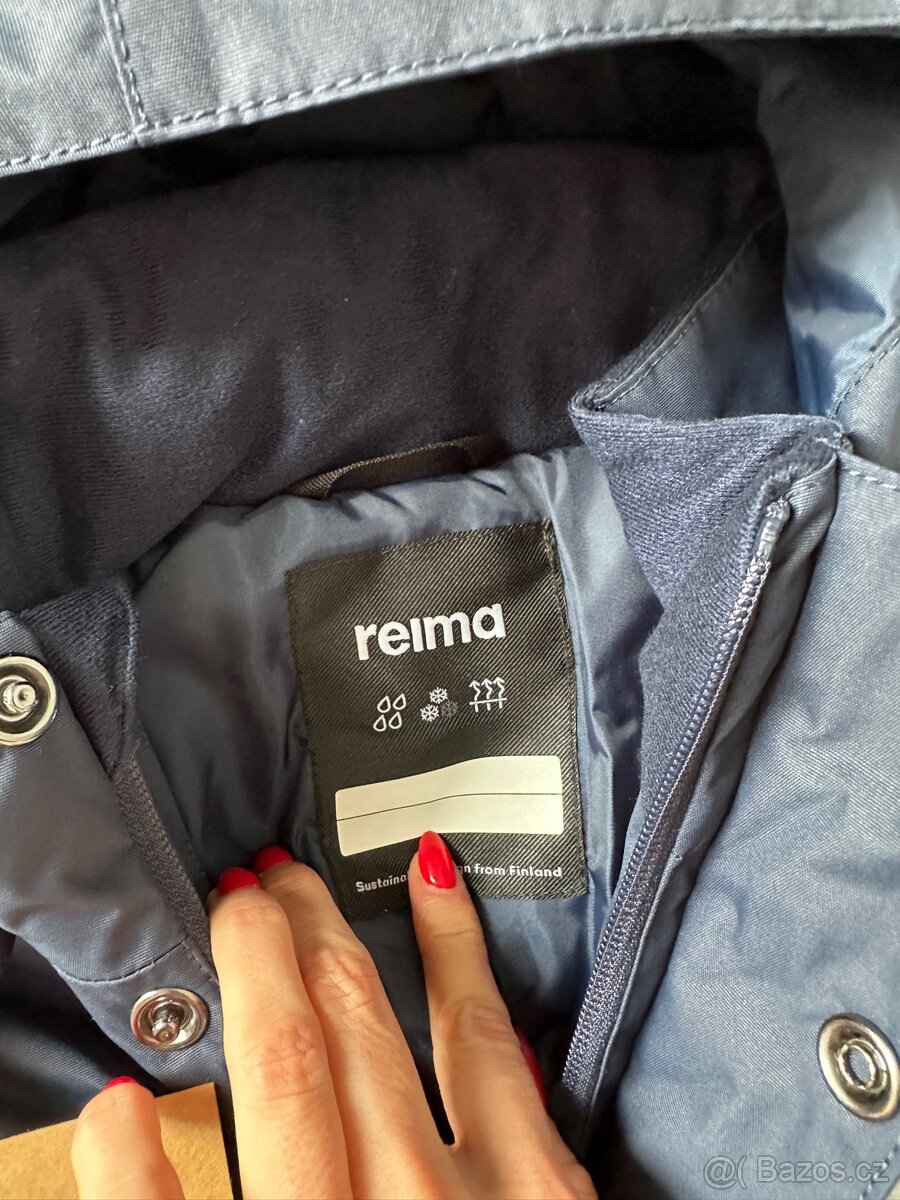 reima
Sustaina n from Finland
@( Bazos.cz